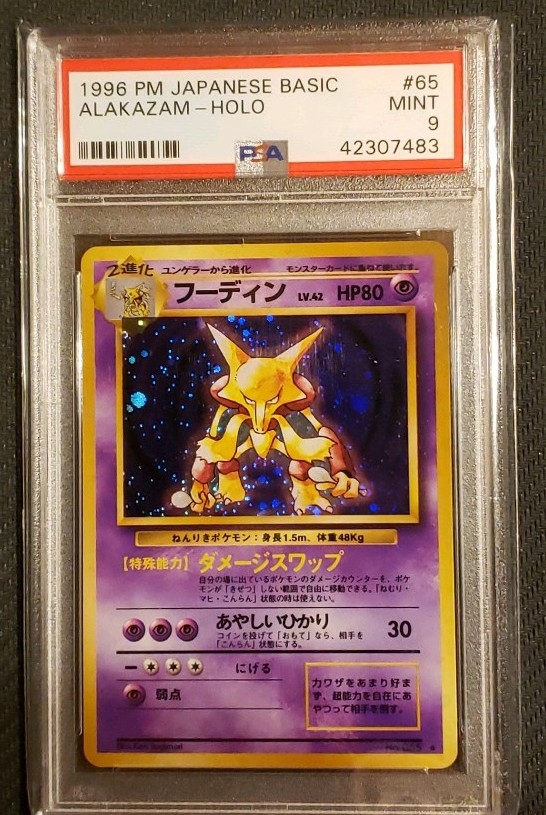 1996 PM JAPANESE BASIC #65
ALAKAZAM – HOLO MINT
9
PSA 42307483
2進化 ユンゲラーから進化 モンスターカードに重ねて使います。
フーディン LV.42 HP80
ねんりきポケモン:身長1.5m、体重48Kg
【特殊能力】ダメージスワップ
自分の場に出ているポケモンのダメージカウンターを、ポケ
モンが「きぜつ」しない範囲で自由に移動できる。「ねむり・
マヒ・こんらん」状態の時は使えない。
あやしいひかり 30
コインを投げて「おもて」なら、相手を
「こんらん」状態にする。
にげる
弱点
力ワザをあまり好ま
ず、超能力を自在にあ
やつって相手を倒す。
No.065